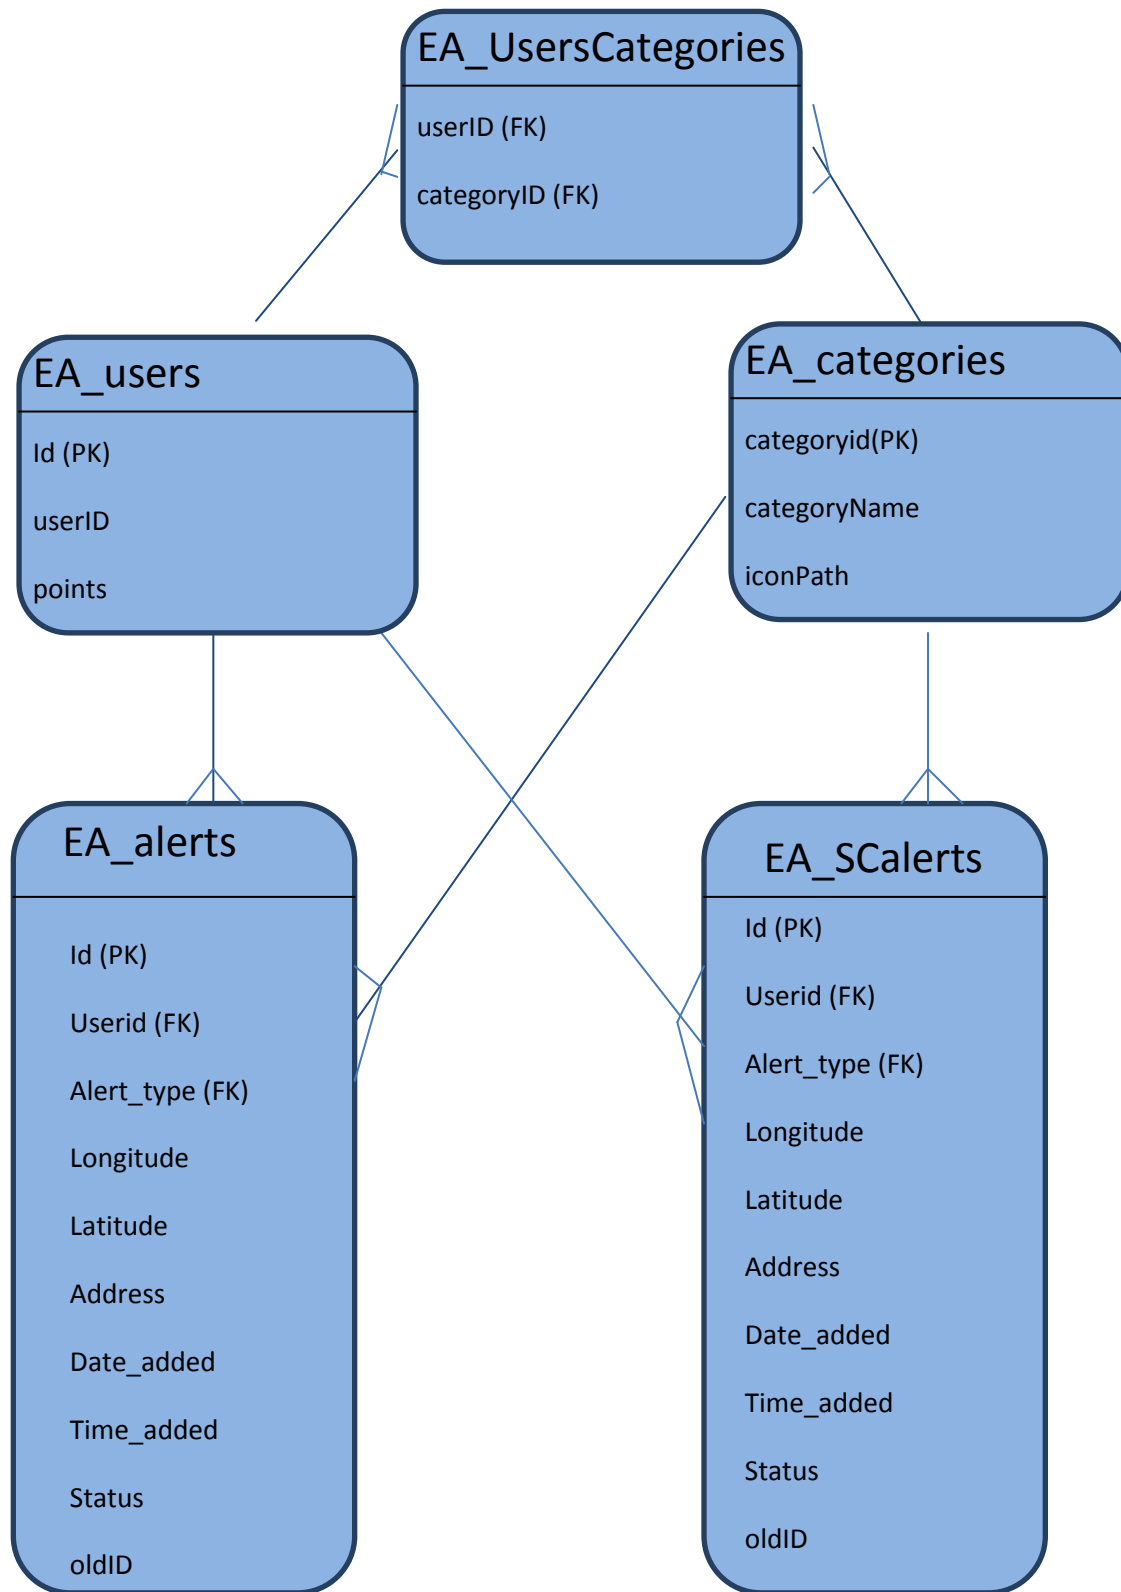 EA_UsersCategories
userID (FK)
categoryID (FK)
EA_users
Id (PK)
userID
points
EA_categories
categoryid(PK)
categoryName
iconPath
EA_alerts
Id (PK)
Userid (FK)
Alert_type (FK)
Longitude
Latitude
Address
Date_added
Time_added
Status
oldID
EA_SCalerts
Id (PK)
Userid (FK)
Alert_type (FK)
Longitude
Latitude
Address
Date_added
Time_added
Status
oldID